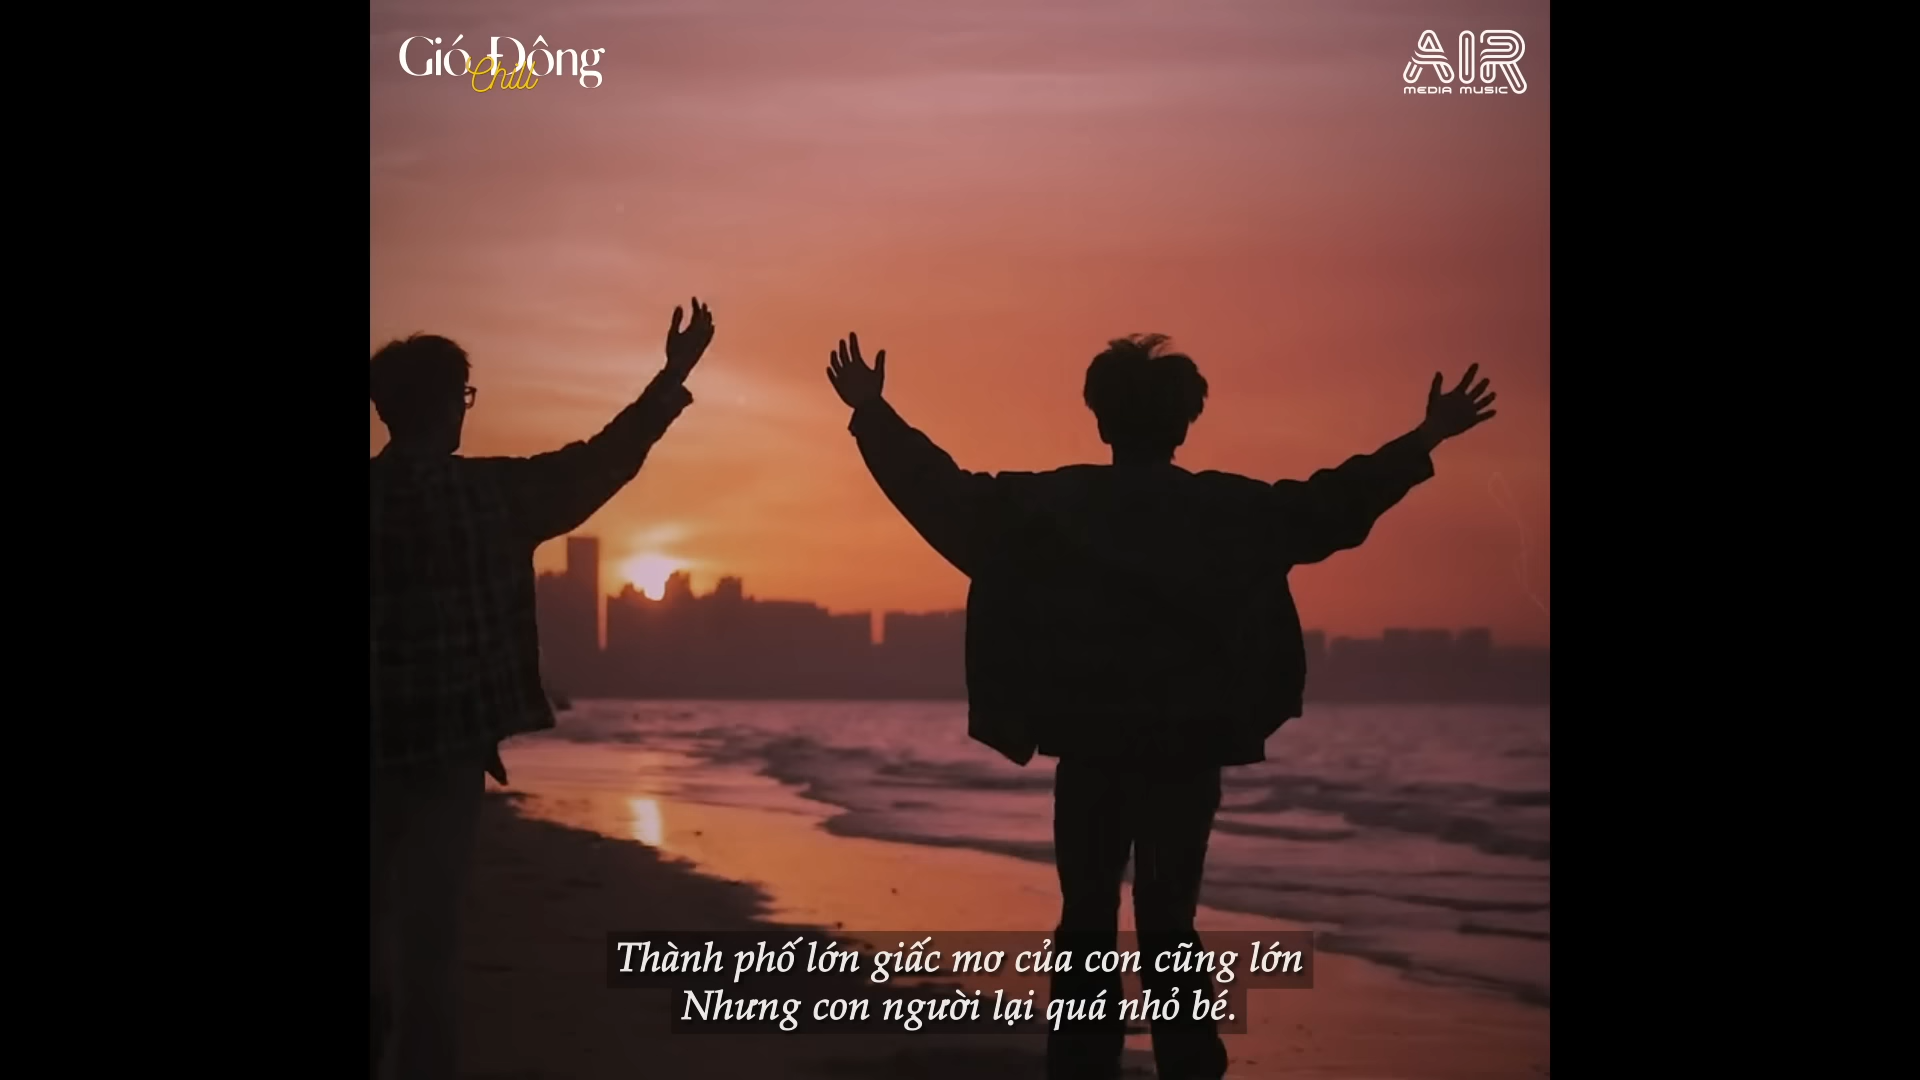 Gió Đông
Chill
AIR
MEDIA MUSIC
Thành phố lớn giấc mơ của con cũng lớn
Nhưng con người lại quá nhỏ bé.